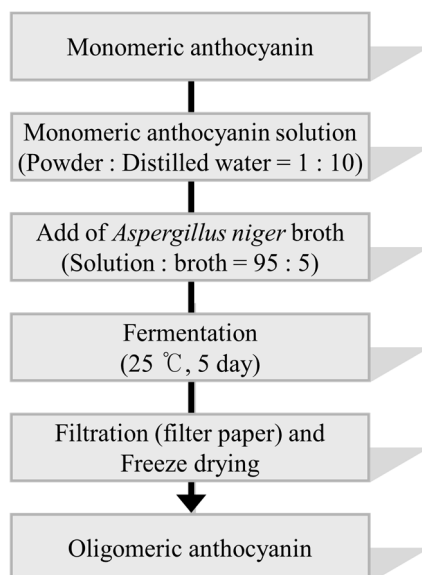 Monomeric anthocyanin
Monomeric anthocyanin solution
(Powder : Distilled water = 1 : 10)
Add of Aspergillus niger broth
(Solution : broth = 95 : 5)
Fermentation
(25 ℃, 5 day)
Filtration (filter paper) and
Freeze drying
Oligomeric anthocyanin